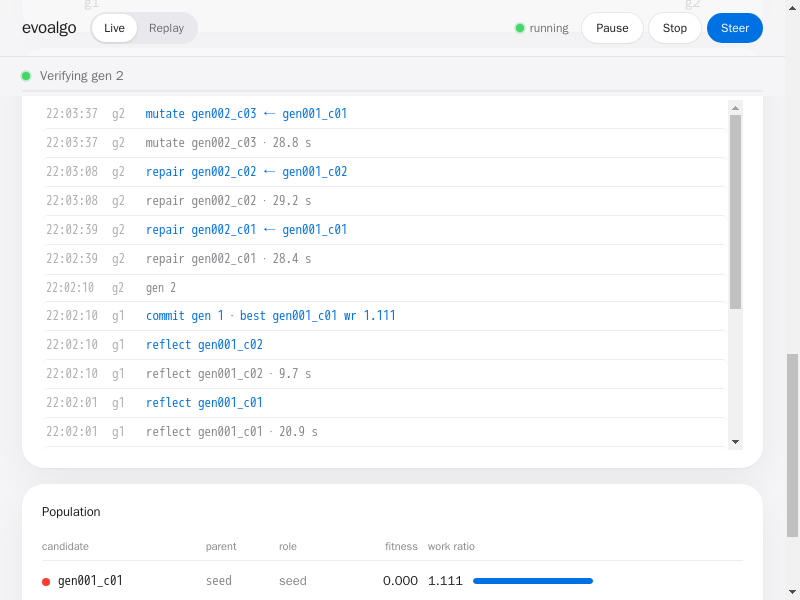 g1 g2
evoalgo Live Replay running Pause Stop Steer
Verifying gen 2
22:03:37 g2 mutate gen002_c03 ← gen001_c01
22:03:37 g2 mutate gen002_c03 · 28.8 s
22:03:08 g2 repair gen002_c02 ← gen001_c02
22:03:08 g2 repair gen002_c02 · 29.2 s
22:02:39 g2 repair gen002_c01 ← gen001_c01
22:02:39 g2 repair gen002_c01 · 28.4 s
22:02:10 g2 gen 2
22:02:10 g1 commit gen 1 · best gen001_c01 wr 1.111
22:02:10 g1 reflect gen001_c02
22:02:10 g1 reflect gen001_c02 · 9.7 s
22:02:01 g1 reflect gen001_c01
22:02:01 g1 reflect gen001_c01 · 20.9 s
Population
candidate parent role fitness work ratio
gen001_c01 seed seed 0.000 1.111